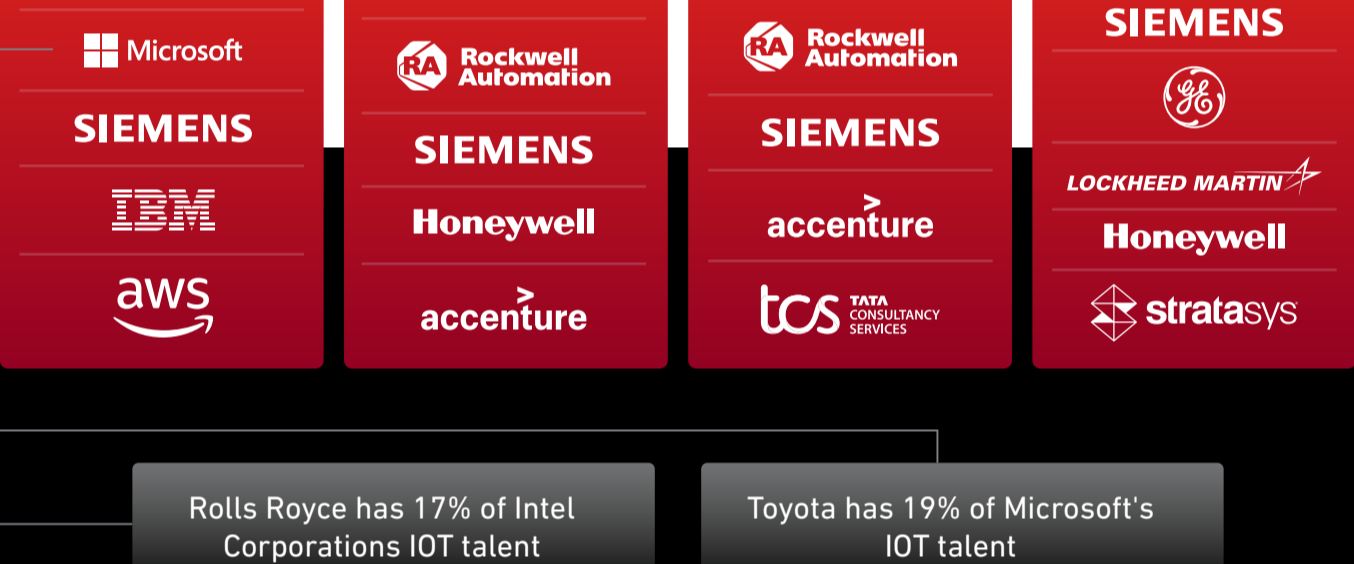 Microsoft
SIEMENS
IBM
aws
RA Rockwell
Automation
SIEMENS
Honeywell
accenture
RA Rockwell
Automation
SIEMENS
accenture
tcs TATA
CONSULTANCY
SERVICES
SIEMENS
GE
LOCKHEED MARTIN
Honeywell
stratasys
Rolls Royce has 17% of Intel
Corporations IOT talent
Toyota has 19% of Microsoft's
IOT talent